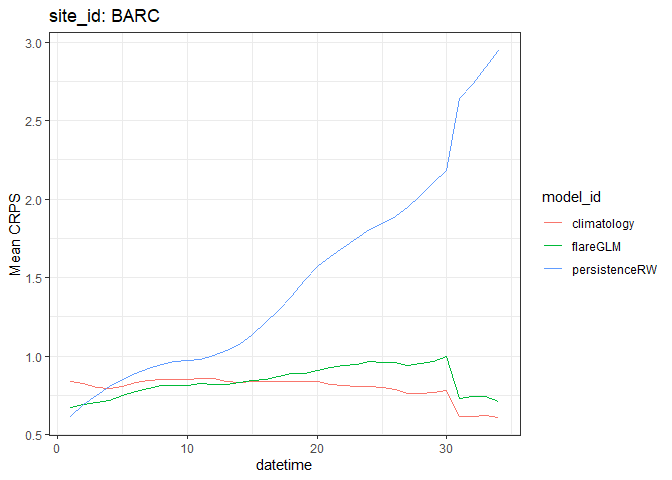 site_id: BARC
3.0
2.5
2.0
1.5
1.0
0.5
Mean CRPS
0
10
20
30
datetime
model_id
climatology
flareGLM
persistenceRW